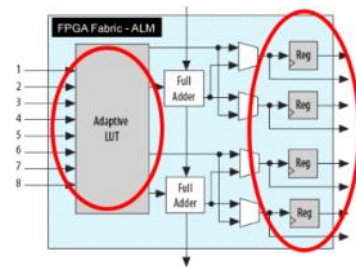 FPGA Fabric - ALM
1
2
3
4
5
6
7
8
Adaptive
LUT
Full
Adder
Full
Adder
Reg
Reg
Reg
Reg